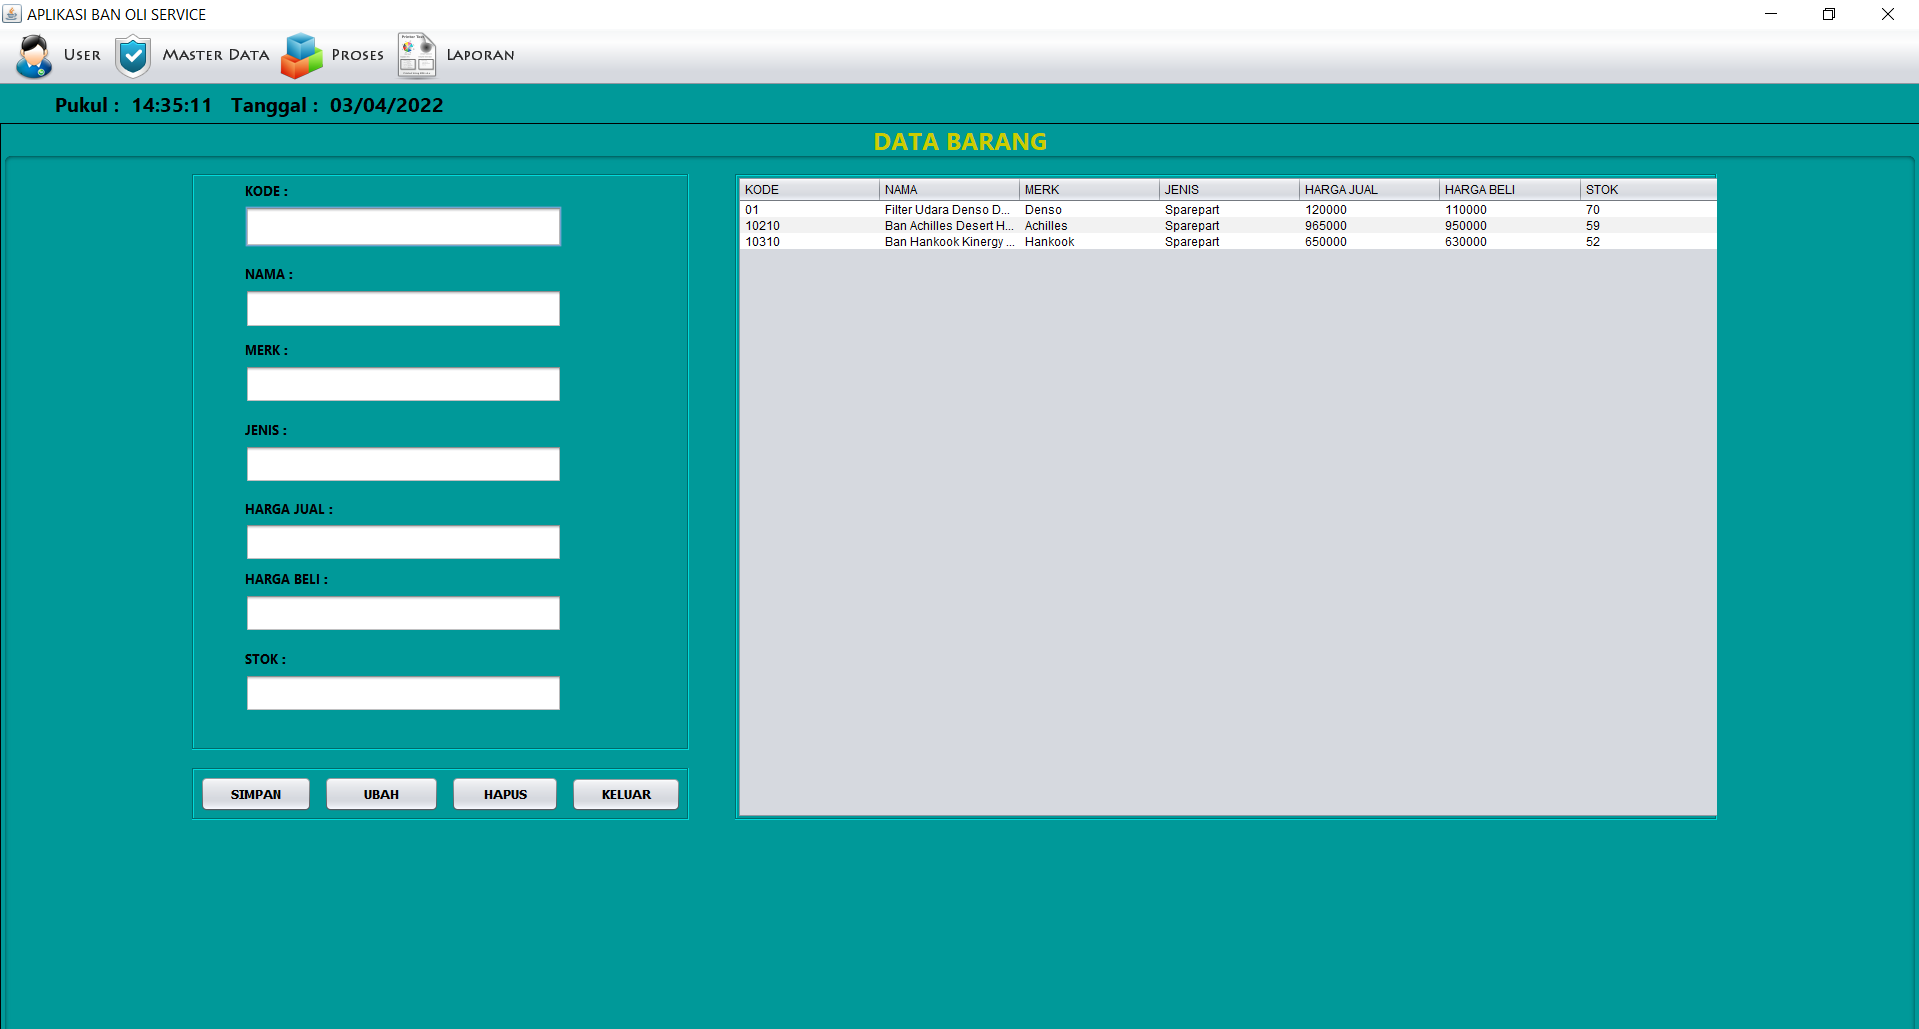 APLIKASI BAN OLI SERVICE
User Master Data Proses Laporan
Pukul : 14:35:11 Tanggal : 03/04/2022
DATA BARANG
KODE :
NAMA :
MERK :
JENIS :
HARGA JUAL :
HARGA BELI :
STOK :
SIMPAN UBAH HAPUS KELUAR
KODE NAMA MERK JENIS HARGA JUAL HARGA BELI STOK
01 Filter Udara Denso D... Denso Sparepart 120000 110000 70
10210 Ban Achilles Desert H... Achilles Sparepart 965000 950000 59
10310 Ban Hankook Kinergy ... Hankook Sparepart 650000 630000 52